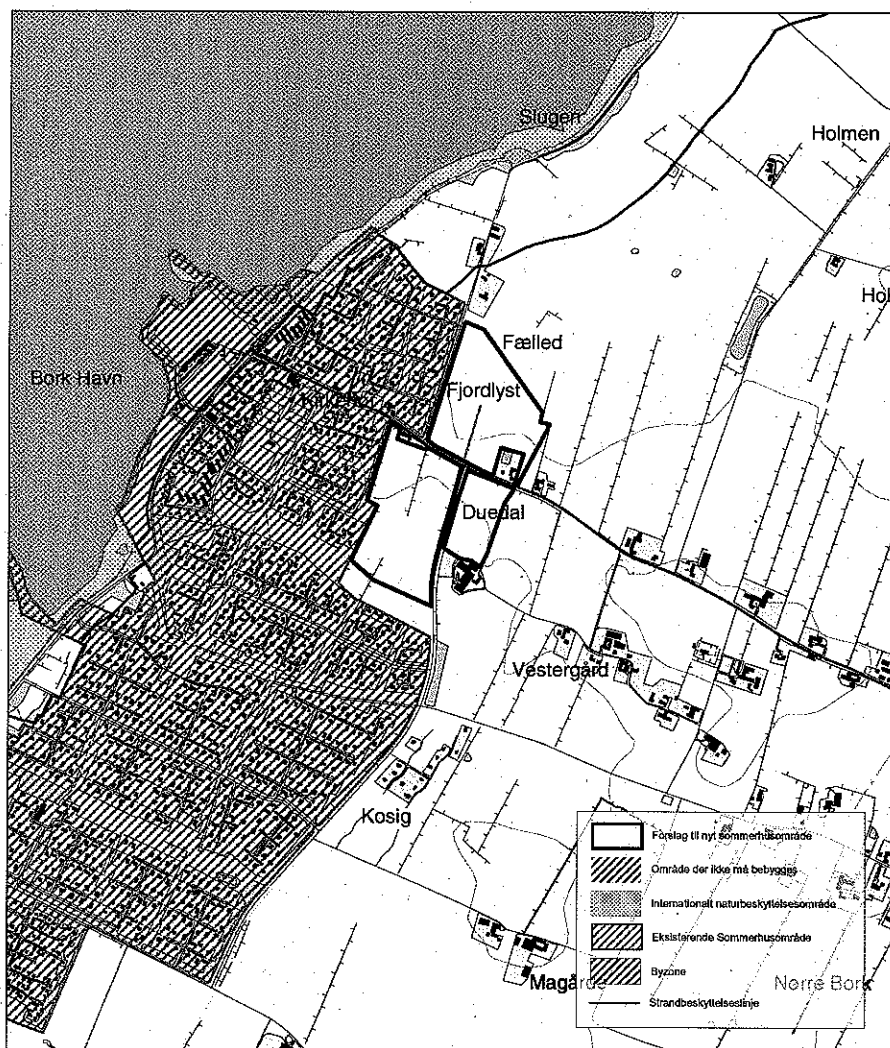 Slugen
Holmen
Hol
Fælled
Bork Havn
Fjordlyst
Duedal
Vestergård
Kosig
Forslag til nyt sommerhusområde
Område der ikke må bebygges
Internationalt naturbeskyttelsesområde
Eksisterende Sommerhusområde
Byzone
Magårde
Nørre Bork
Strandbeskyttelseslinje